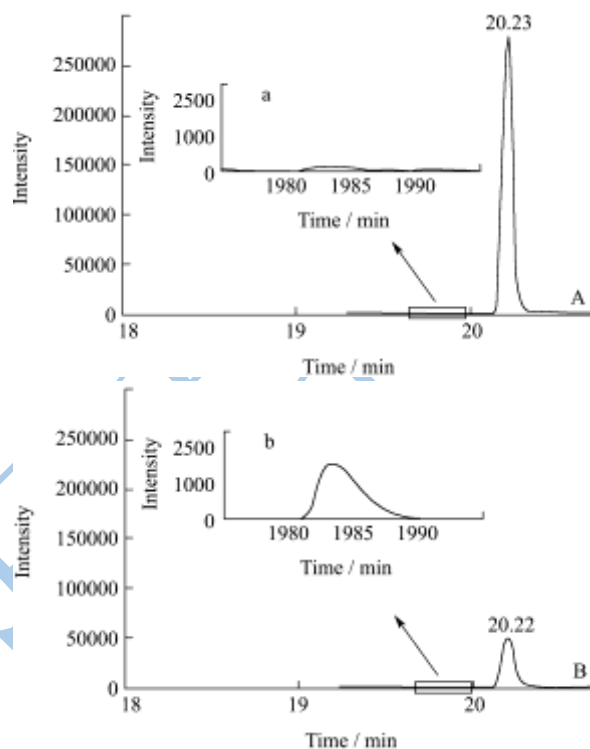 20.23
250000
200000
150000
100000
50000
0
Intensity
a
2500
1000
0
Intensity
1980 1985 1990
Time / min
A
18 19 20
Time / min
250000
200000
150000
100000
50000
0
Intensity
b
2500
1000
0
Intensity
1980 1985 1990
Time / min
20.22
B
18 19 20
Time / min